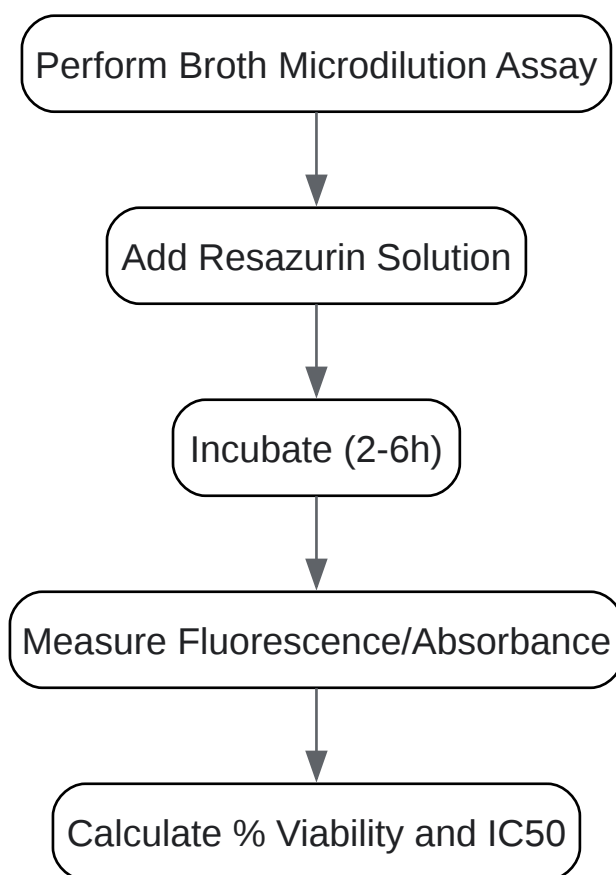 Perform Broth Microdilution Assay
Add Resazurin Solution
Incubate (2-6h)
Measure Fluorescence/Absorbance
Calculate % Viability and IC50